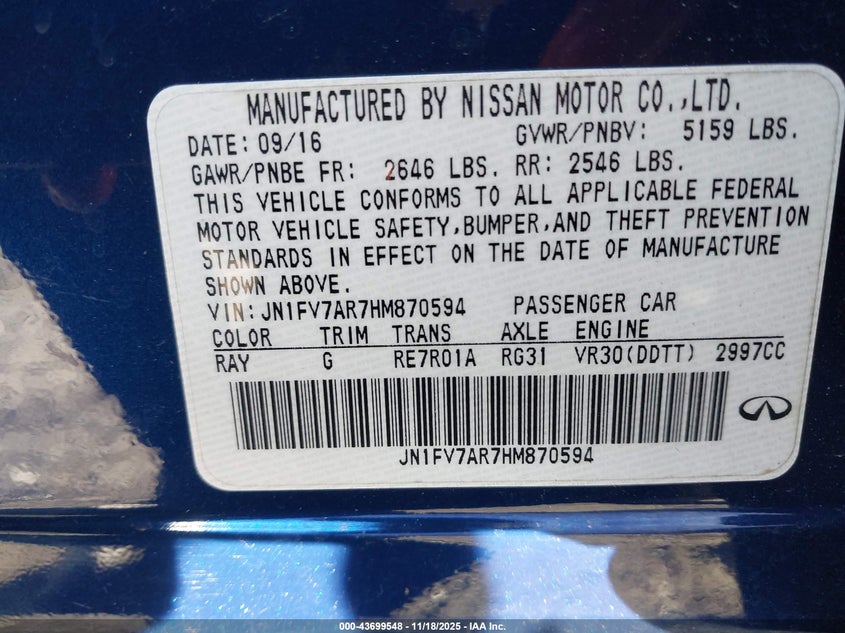 MANUFACTURED BY NISSAN MOTOR CO.,LTD.
DATE: 09/16 GVWR/PNBV: 5159 LBS.
GAWR/PNBE FR: 2646 LBS. RR: 2546 LBS.
THIS VEHICLE CONFORMS TO ALL APPLICABLE FEDERAL
MOTOR VEHICLE SAFETY,BUMPER,AND THEFT PREVENTION
STANDARDS IN EFFECT ON THE DATE OF MANUFACTURE
SHOWN ABOVE.
VIN:JN1FV7AR7HM870594 PASSENGER CAR
COLOR TRIM TRANS AXLE ENGINE
RAY G RE7R01A RG31 VR30(DDTT) 2997CC
JN1FV7AR7HM870594
000-43699548 - 11/18/2025 - IAA Inc.